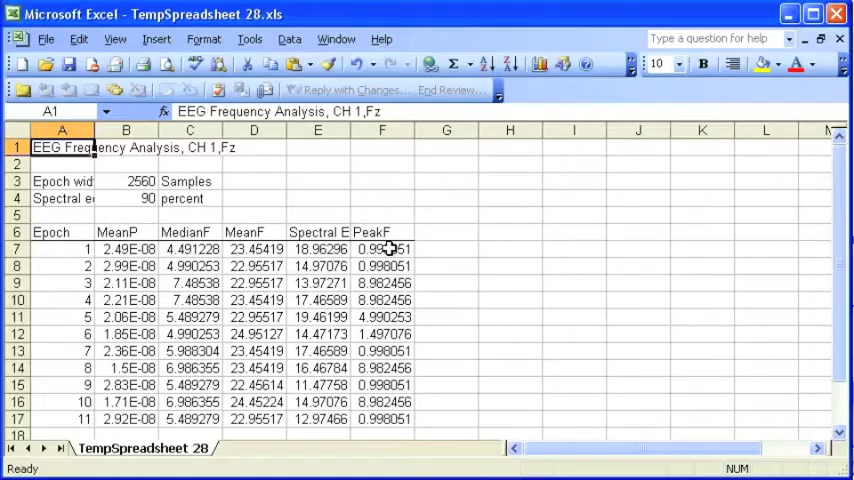 Microsoft Excel - TempSpreadsheet 28.xls
File Edit View Insert Format Tools Data Window Help Type a question for help
Σ 10 B A
Reply with Changes... End Review...
A1 fx EEG Frequency Analysis, CH 1,Fz
A B C D E F G H I J K L M
1 EEG Frequency Analysis, CH 1,Fz
2
3 Epoch wid 2560 Samples
4 Spectral e 90 percent
5
6 Epoch MeanP MedianF MeanF Spectral E PeakF
7 1 2.49E-08 4.491228 23.45419 18.96296
8 2 2.99E-08 4.990253 22.95517 14.97076 0.998051
9 3 2.11E-08 7.48538 22.95517 13.97271 8.982456
10 4 2.21E-08 7.48538 23.45419 17.46589 8.982456
11 5 2.06E-08 5.489279 22.95517 19.46199 4.990253
12 6 1.85E-08 4.990253 24.95127 14.47173 1.497076
13 7 2.36E-08 5.988304 23.45419 17.46589 0.998051
14 8 1.5E-08 6.986355 23.45419 16.46784 8.982456
15 9 2.83E-08 5.489279 22.45614 11.47758 0.998051
16 10 1.71E-08 6.986355 24.45224 14.97076 8.982456
17 11 2.92E-08 5.489279 22.95517 12.97466 0.998051
18
TempSpreadsheet 28
Ready NUM